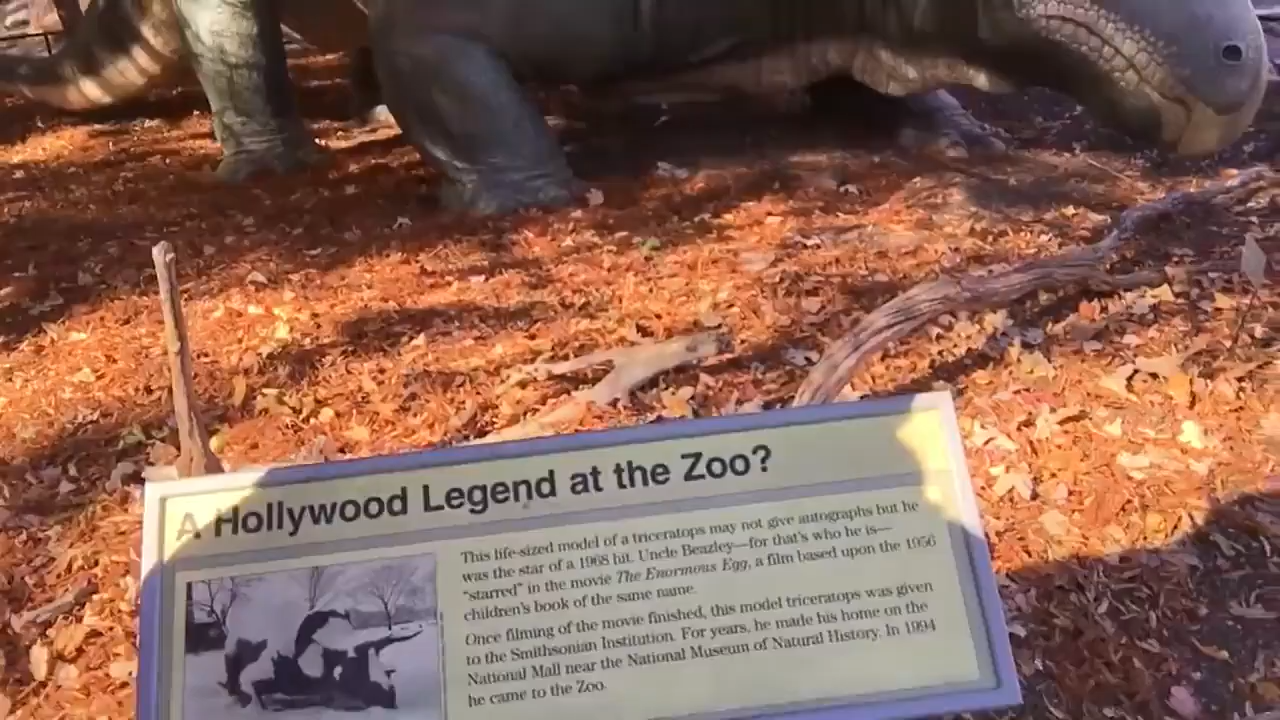 A Hollywood Legend at the Zoo?
This life-sized model of a triceratops may not give autographs but he
was the star of a 1968 hit. Uncle Beazley—for that's who he is—
"starred" in the movie The Enormous Egg, a film based upon the 1956
children's book of the same name.
Once filming of the movie finished, this model triceratops was given
to the Smithsonian Institution. For years, he made his home on the
National Mall near the National Museum of Natural History. In 1994
he came to the Zoo.